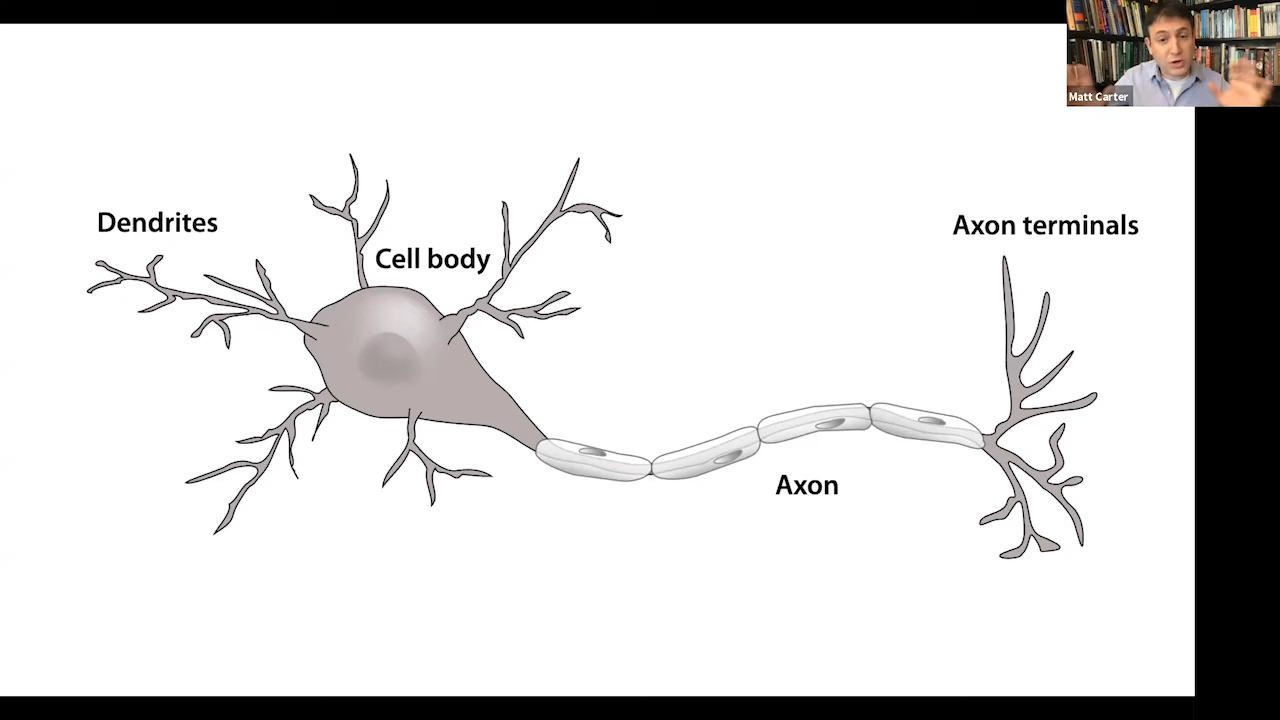 Matt Carter
Dendrites
Axon terminals
Cell body
Axon